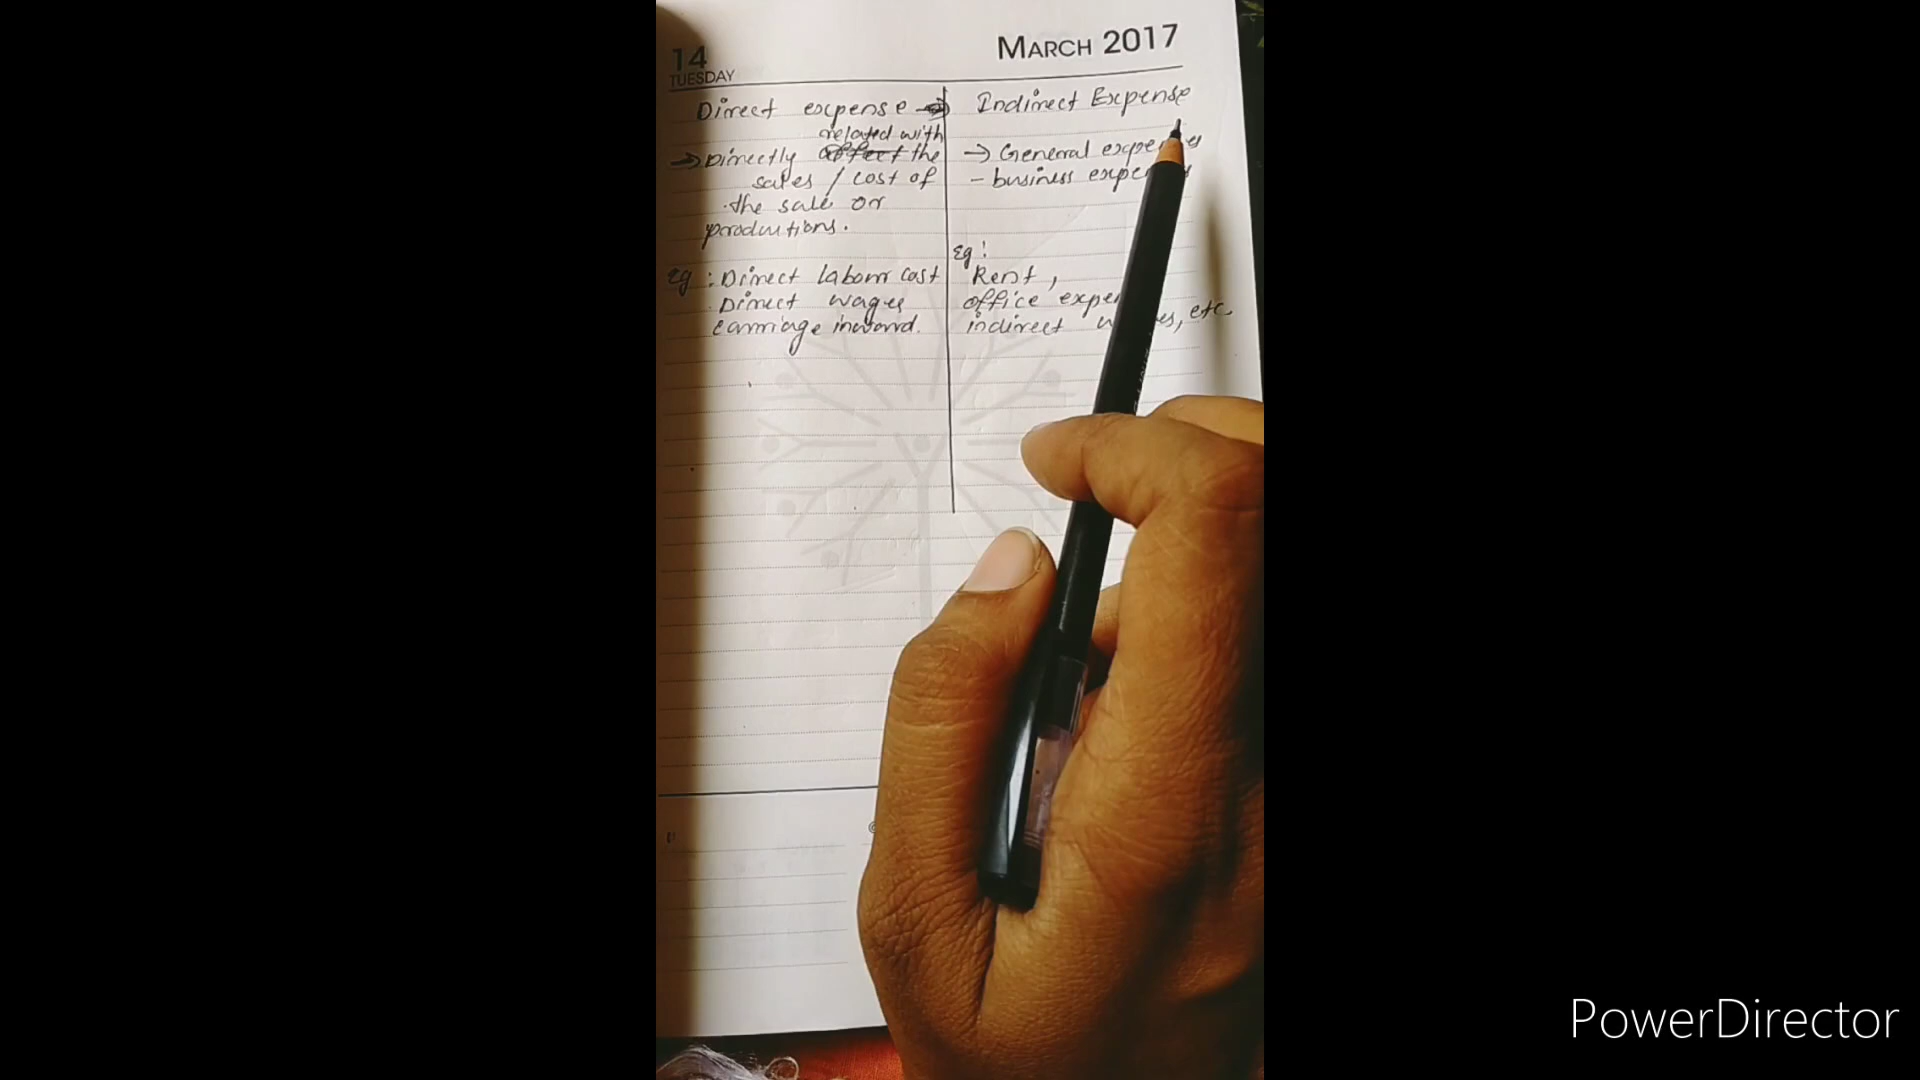 14
TUESDAY
MARCH 2017
Direct expense
related with
→ Directly affect the
sales / cost of
the sale or
productions.
Eg : Direct labour cost
Direct wages
carriage inward.
Indirect Expense
→ General
- business
Eg :
Rent ,
office
indirect
etc.
PowerDirector